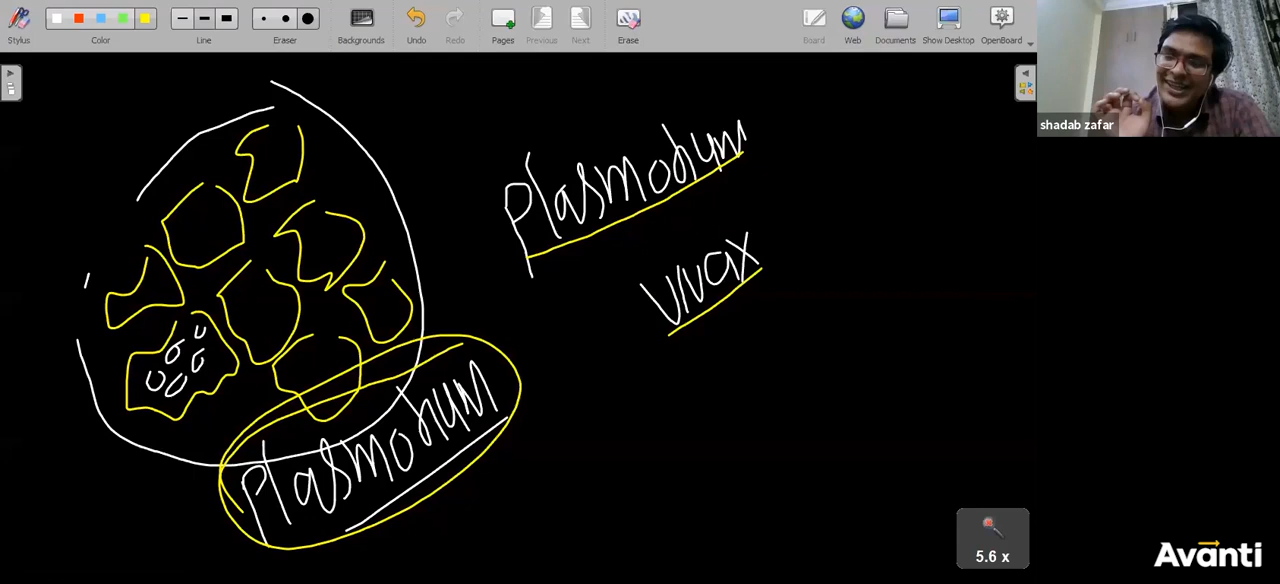 Stylus
Color
Line
Eraser
Backgrounds
Undo
Redo
Pages
Previous
Next
Erase
Board
Web
Documents
Show Desktop
OpenBoard
shadab zafar
Plasmodium
vivax
Plasmodium
5.6 x
Avanti